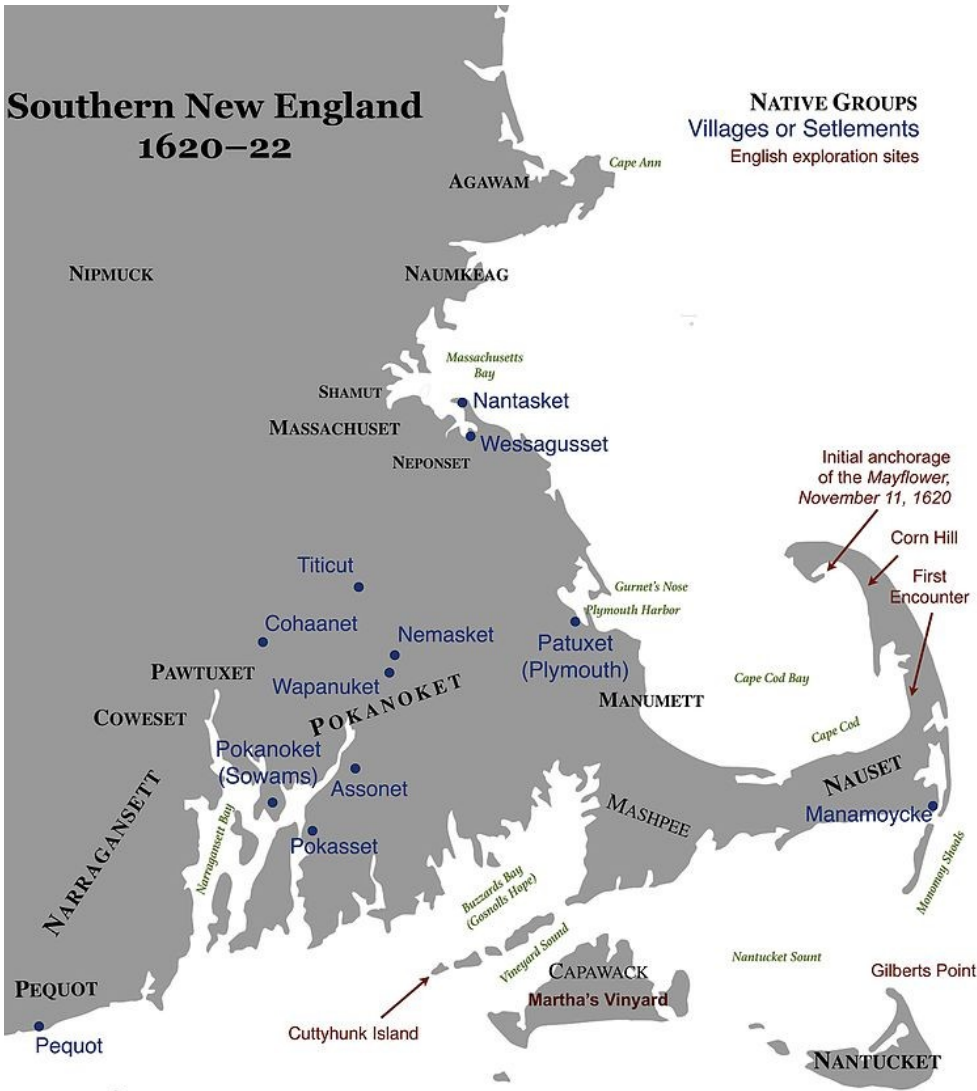 Southern New England
1620–22
NATIVE GROUPS
Villages or Setlements
English exploration sites
Cape Ann
AGAWAM
NIPMUCK
NAUMKEAG
Massachusetts
Bay
SHAMUT
Nantasket
MASSACHUSET
Wessagusset
NEPONSET
Initial anchorage
of the Mayflower,
November 11, 1620
Corn Hill
First
Encounter
Titicut
Gurnet's Nose
Plymouth Harbor
Cohaanet
Nemasket
Patuxet
(Plymouth)
PAWTUXET
Wapanuket
POKANOKET
MANUMETT
Cape Cod Bay
COWESET
Cape Cod
Pokanoket
(Sowams)
Assonet
NAUSET
Manamoycke
MASHPEE
Pokasset
NARRAGANSETT
Narragansett Bay
Buzzards Bay
(Gosnolls Hope)
Monomoy Shoals
Vineyard Sound
Nantucket Sount
CAPAWACK
Gilberts Point
Martha's Vinyard
PEQUOT
Cuttyhunk Island
Pequot
NANTUCKET